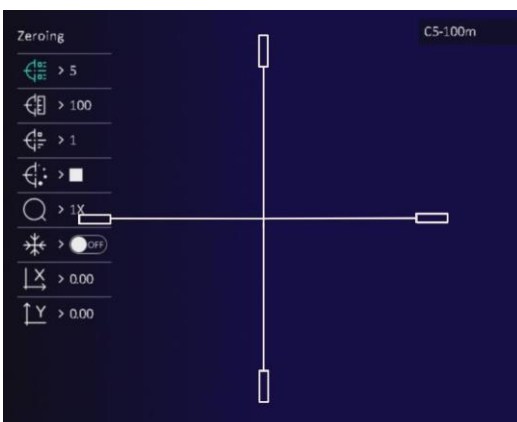 Zeroing
C5-100m
> 5
> 100
> 1
>
> 1X
> OFF
X > 0.00
Y > 0.00